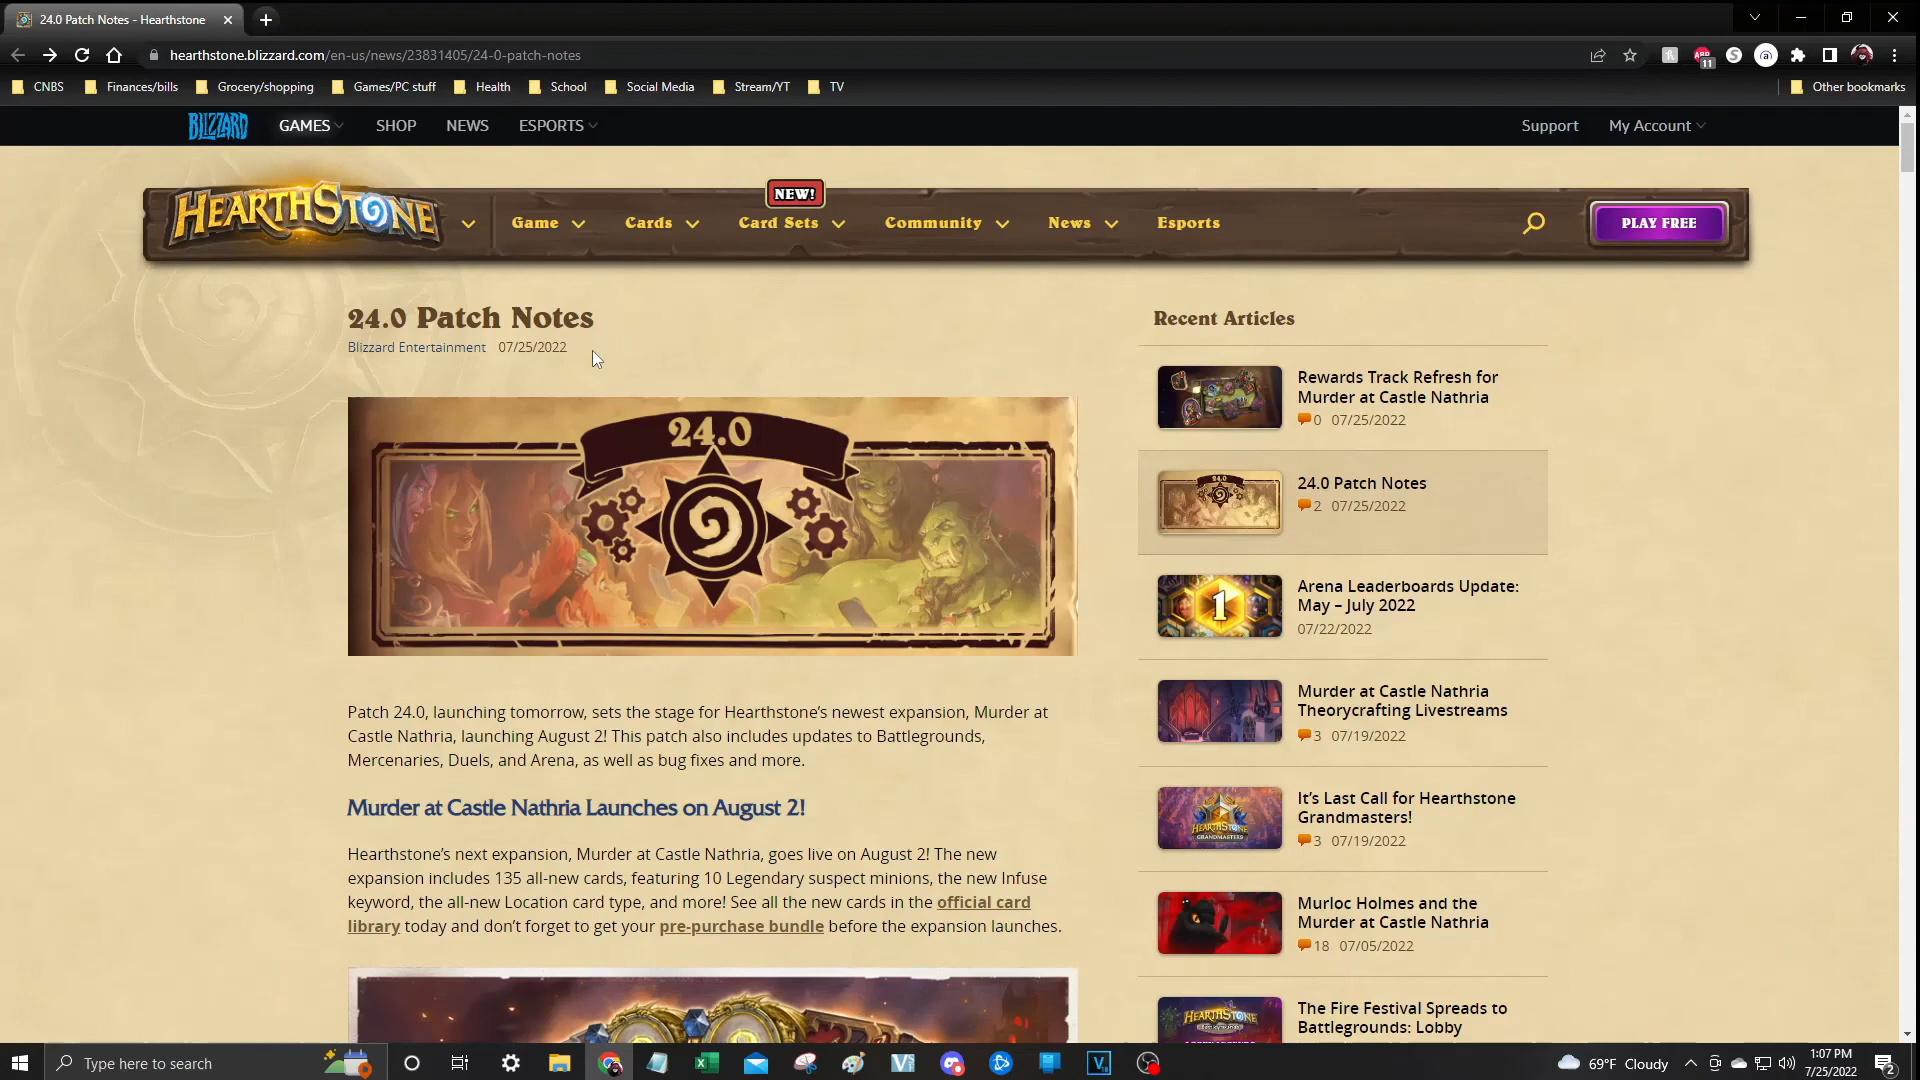 24.0 Patch Notes - Hearthstone
hearthstone.blizzard.com/en-us/news/23831405/24-0-patch-notes
ABP
11
CNBS
Finances/bills
Grocery/shopping
Games/PC stuff
Health
School
Social Media
Stream/YT
TV
Other bookmarks
BLIZZARD
GAMES
SHOP
NEWS
ESPORTS
Support
My Account
HEARTHSTONE
Game
Cards
NEW!
Card Sets
Community
News
Esports
PLAY FREE
24.0 Patch Notes
Blizzard Entertainment 07/25/2022
24.0
Patch 24.0, launching tomorrow, sets the stage for Hearthstone’s newest expansion, Murder at
Castle Nathria, launching August 2! This patch also includes updates to Battlegrounds,
Mercenaries, Duels, and Arena, as well as bug fixes and more.
Murder at Castle Nathria Launches on August 2!
Hearthstone’s next expansion, Murder at Castle Nathria, goes live on August 2! The new
expansion includes 135 all-new cards, featuring 10 Legendary suspect minions, the new Infuse
keyword, the all-new Location card type, and more! See all the new cards in the official card
library today and don’t forget to get your pre-purchase bundle before the expansion launches.
Recent Articles
Rewards Track Refresh for
Murder at Castle Nathria
0 07/25/2022
24.0
24.0 Patch Notes
2 07/25/2022
1
Arena Leaderboards Update:
May – July 2022
07/22/2022
Murder at Castle Nathria
Theorycrafting Livestreams
3 07/19/2022
HEARTHSTONE
GRANDMASTERS
It’s Last Call for Hearthstone
Grandmasters!
3 07/19/2022
Murloc Holmes and the
Murder at Castle Nathria
18 07/05/2022
HEARTHSTONE
The Fire Festival Spreads to
Battlegrounds: Lobby
Type here to search
69°F Cloudy
1:07 PM
7/25/2022
2